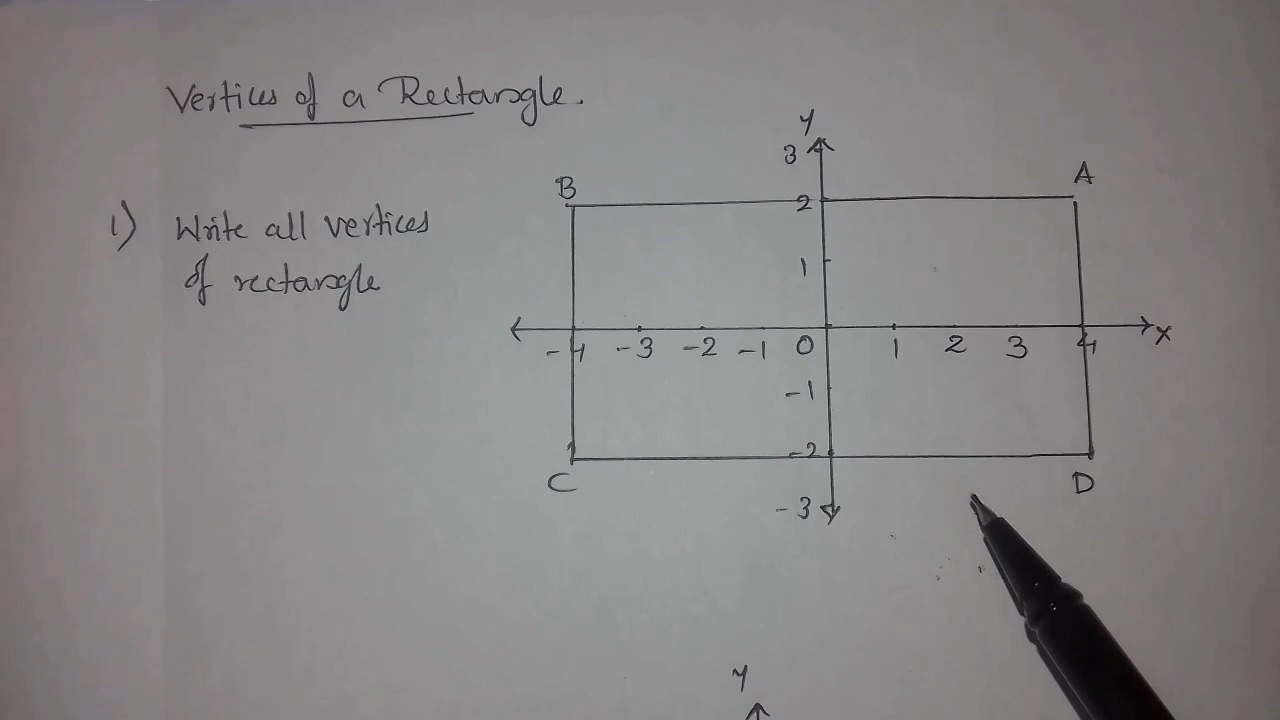 Vertices of a Rectangle.
1) Write all vertices
of rectangle
Y
3
B
A
2
1
-4 -3 -2 -1 0 1 2 3 4 X
-1
-2
C
D
-3
Y